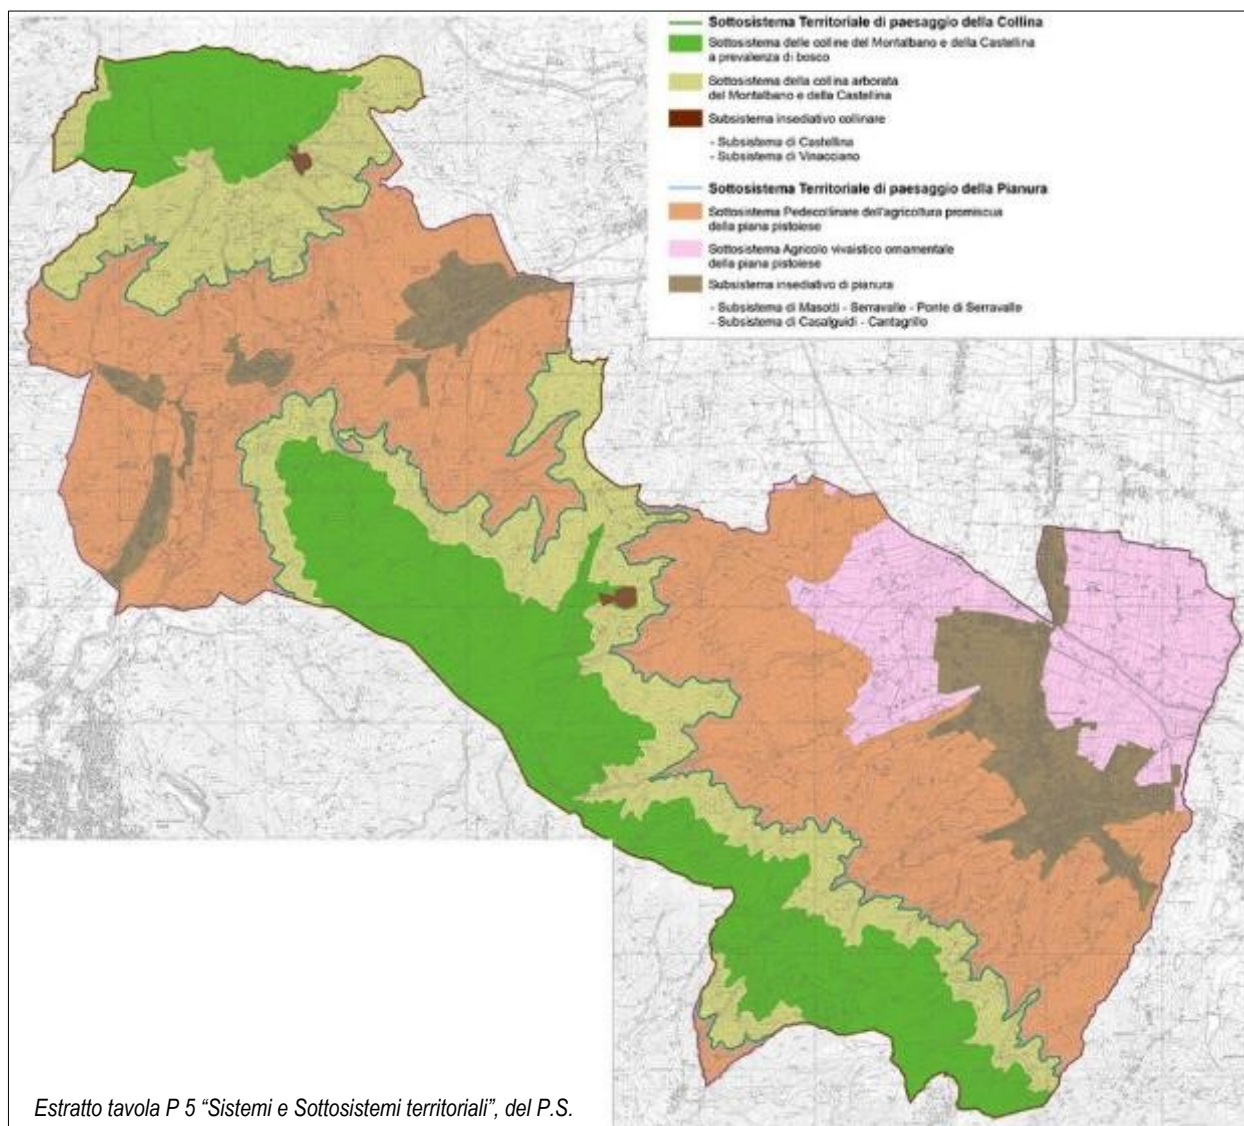 Sottosistema Territoriale di paesaggio della Collina
Sottosistema delle colline del Montalbano e della Castellina
a prevalenza di bosco
Sottosistema della collina arborata
del Montalbano e della Castellina
Subsistema insediativo collinare
- Subsistema di Castellina
- Subsistema di Vinacciano
Sottosistema Territoriale di paesaggio della Pianura
Sottosistema Pedecollinare dell'agricoltura promiscua
della piana pistoiese
Sottosistema Agricolo vivaistico ornamentale
della piana pistoiese
Subsistema insediativo di pianura
- Subsistema di Masotti - Serravalle - Ponte di Serravalle
- Subsistema di Casalguidi - Cantagrillo
Estratto tavola P 5 “Sistemi e Sottosistemi territoriali”, del P.S.